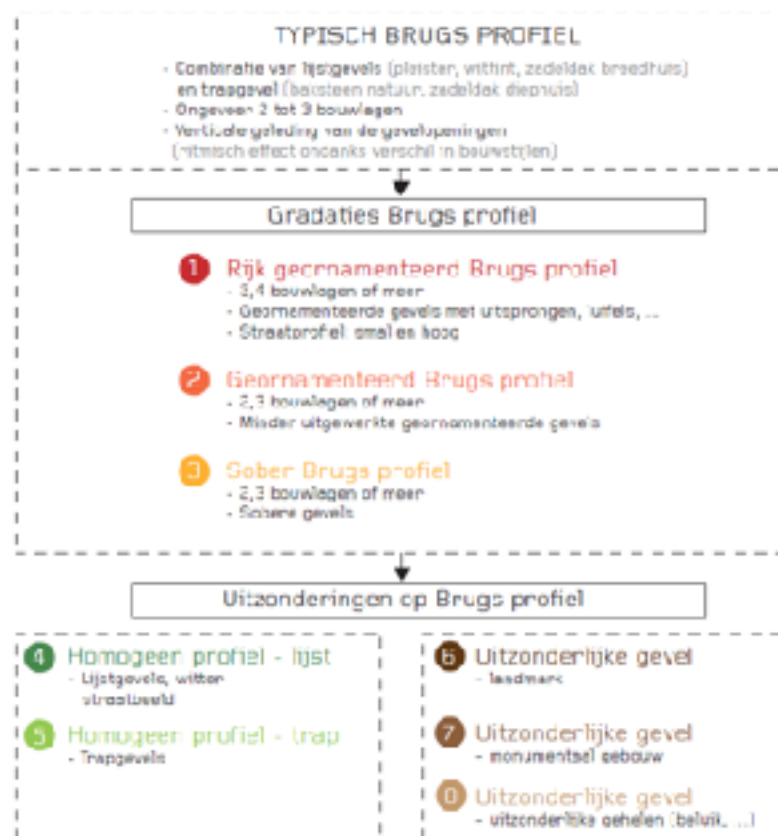 TYPISCH BRUGS PROFIEL
- Combinatie van lijstgevels (pleister, wittint, zadeldak breedhuis)
en trapgevel (baksteen natuur, zadeldak diephuis)
- Ongeveer 2 tot 3 bouwlagen
- Verticale geleding van de gevelopeningen
(ritmisch effect ondanks verschil in bouwstijlen)
Gradaties Brugs profiel
1 Rijk geornamenteerd Brugs profiel
- 3,4 bouwlagen of meer
- Geornamenteerde gevels met uitsprongen, luifels, ...
- Straatprofiel: smal en hoog
2 Geornamenteerd Brugs profiel
- 2,3 bouwlagen of meer
- Minder uitgewerkte geornamenteerde gevels
3 Sober Brugs profiel
- 2,3 bouwlagen of meer
- Sobere gevels
Uitzonderingen op Brugs profiel
4 Homogeen profiel - lijst
- Lijstgevels, witter
straatbeeld
5 Homogeen profiel - trap
- Trapgevels
6 Uitzonderlijke gevel
- landmark
7 Uitzonderlijke gevel
- monumentaal gebouw
Uitzonderlijke gevel
- uitzonderlijke gehelen (beluik, ...)